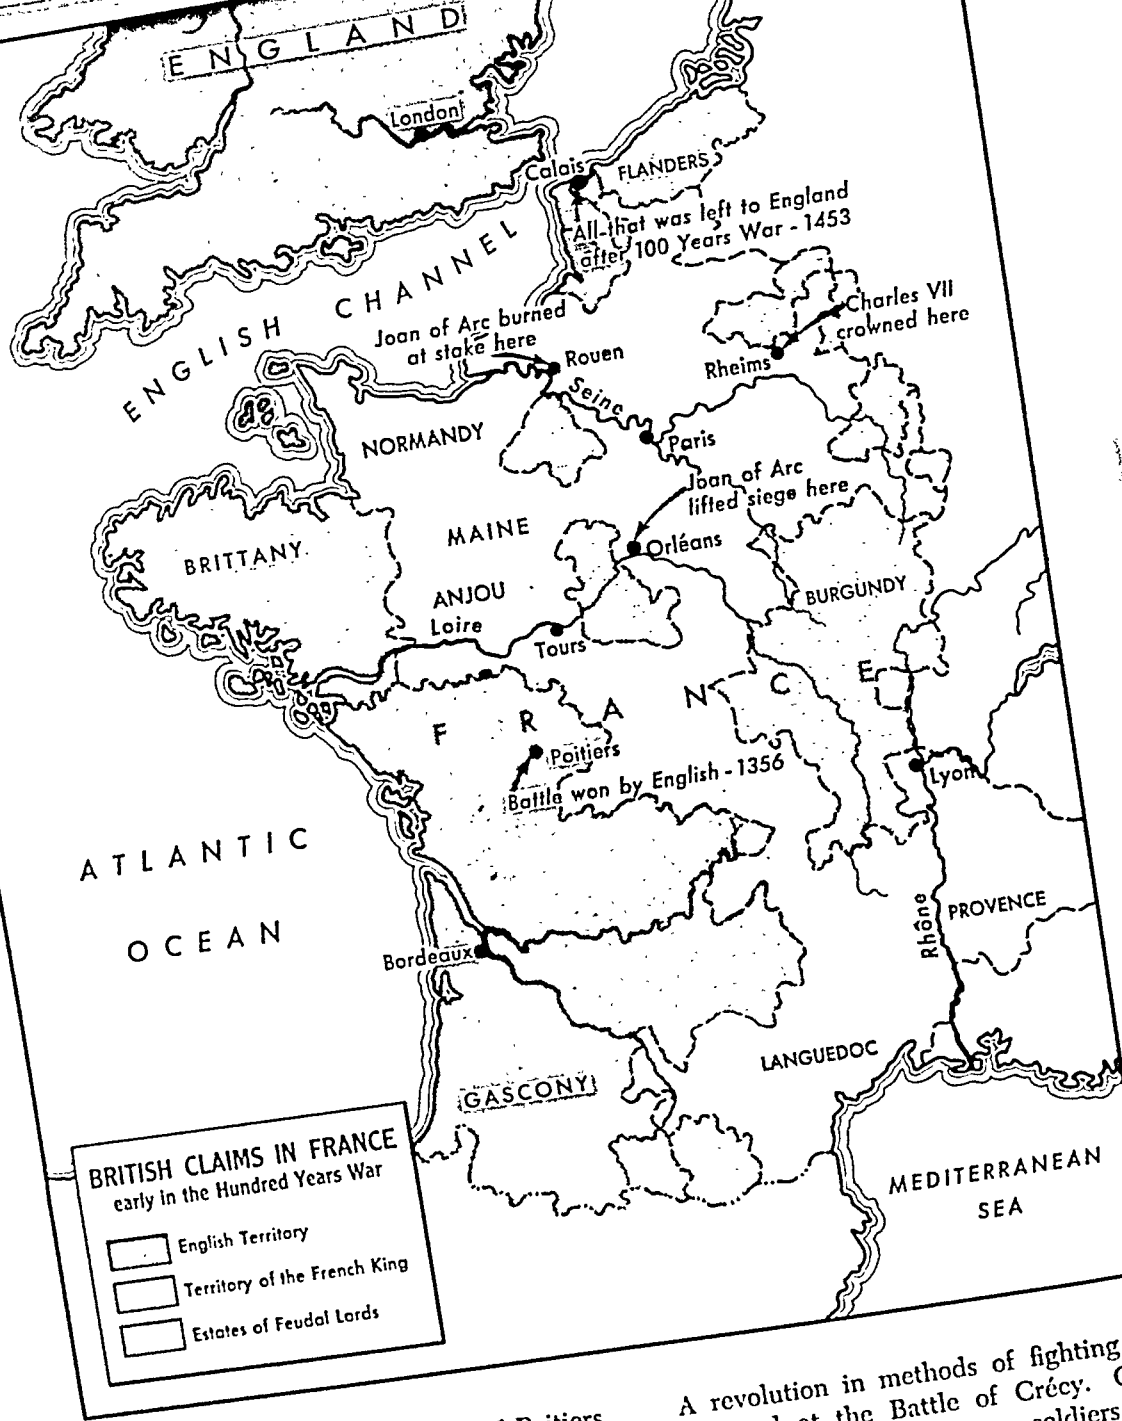 ENGLAND
London
Calais
FLANDERS
All that was left to England
after 100 Years War - 1453
ENGLISH CHANNEL
Joan of Arc burned
at stake here
Rouen
Charles VII
crowned here
Rheims
Seine
NORMANDY
Paris
Joan of Arc
lifted siege here
MAINE
Orléans
BRITTANY
ANJOU
BURGUNDY
Loire
Tours
FRANCE
Poitiers
Battle won by English - 1356
Lyon
ATLANTIC
OCEAN
Rhône
PROVENCE
Bordeaux
LANGUEDOC
GASCONY
MEDITERRANEAN
SEA
BRITISH CLAIMS IN FRANCE
early in the Hundred Years War
English Territory
Territory of the French King
Estates of Feudal Lords
A revolution in methods of fighting
at the Battle of Crécy.
Poitiers
soldiers